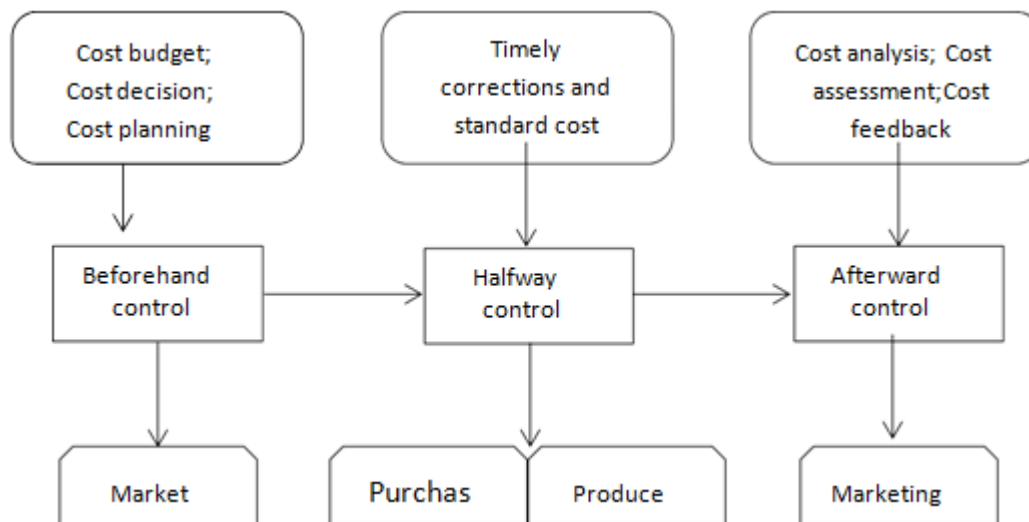 Cost budget;
Cost decision;
Cost planning
Timely
corrections and
standard cost
Cost analysis; Cost
assessment;Cost
feedback
Beforehand
control
Halfway
control
Afterward
control
Market
Purchas
Produce
Marketing